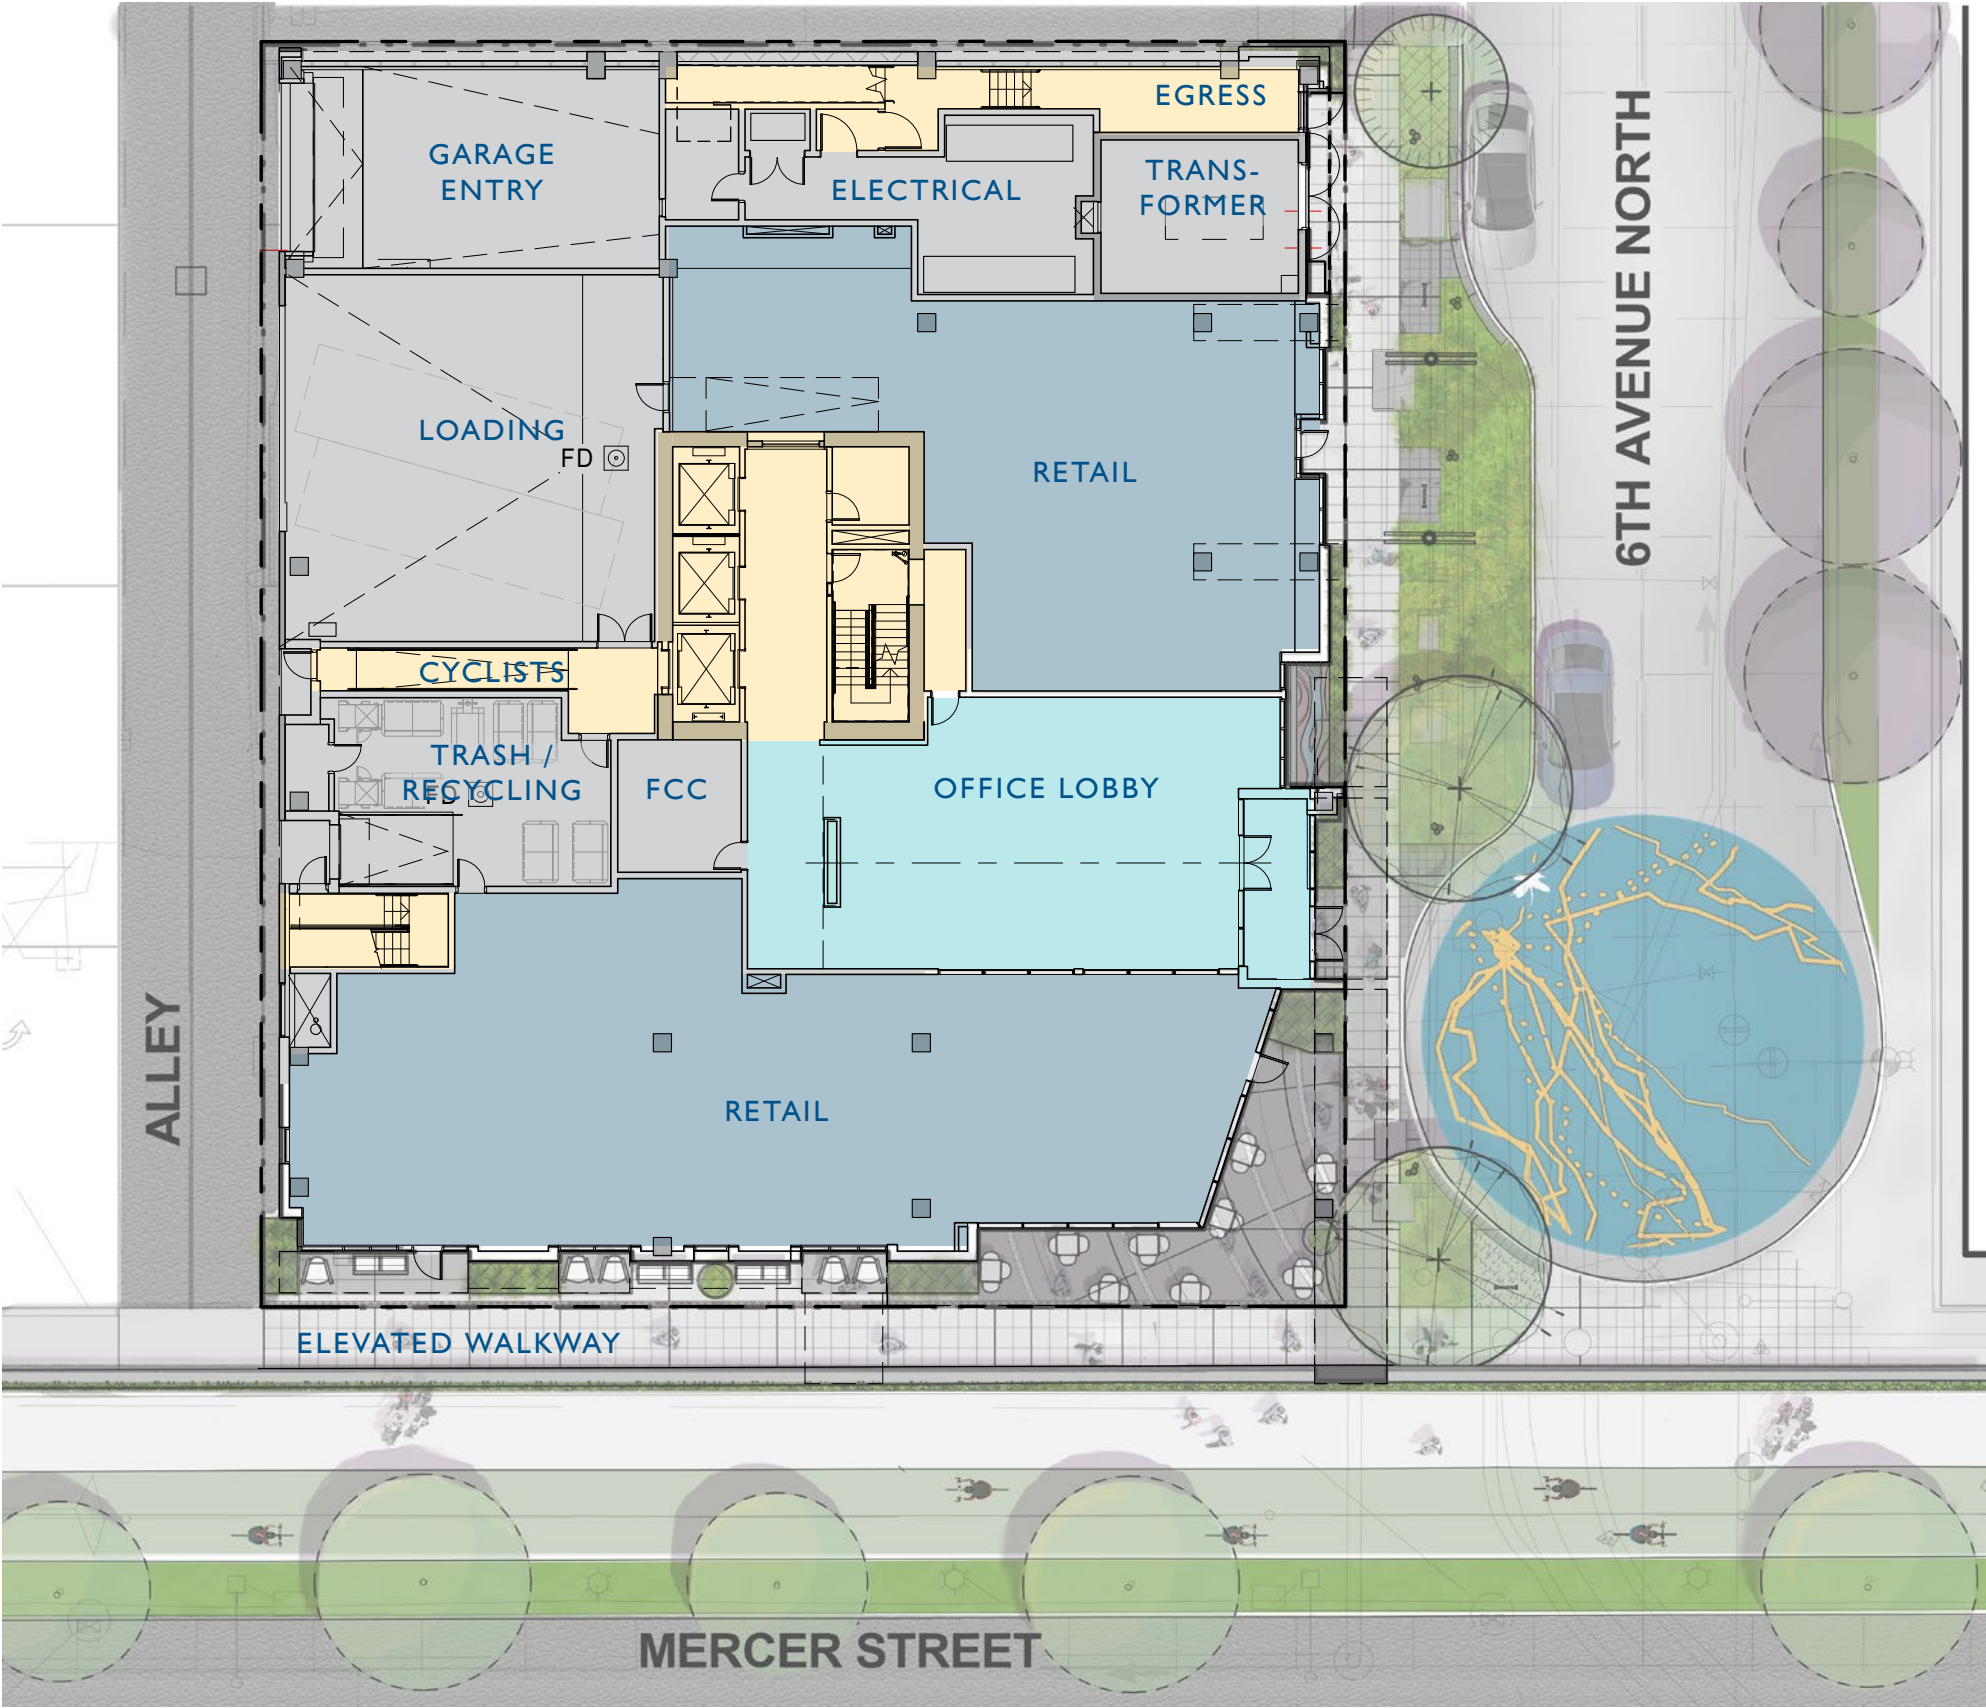 EGRESS
GARAGE
ENTRY
ELECTRICAL
TRANS-
FORMER
6TH AVENUE NORTH
LOADING
FD
RETAIL
CYCLISTS
TRASH /
RECYCLING
FD
FCC
OFFICE LOBBY
ALLEY
RETAIL
ELEVATED WALKWAY
MERCER STREET